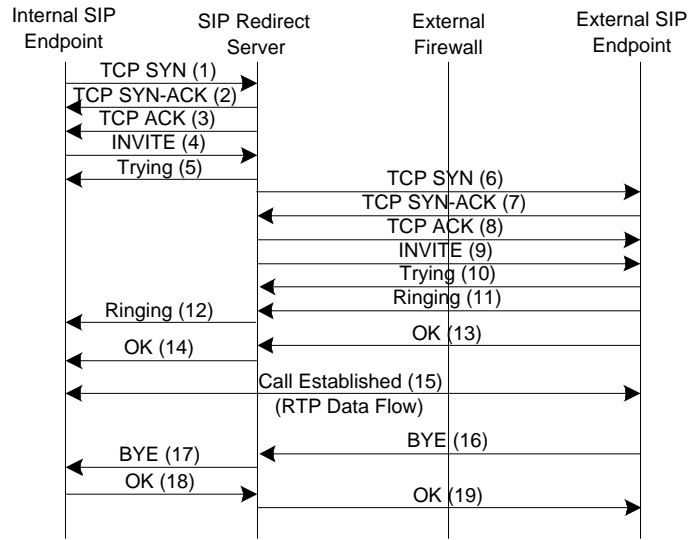 Internal SIP
Endpoint
SIP Redirect
Server
External
Firewall
External SIP
Endpoint
TCP SYN (1)
TCP SYN-ACK (2)
TCP ACK (3)
INVITE (4)
Trying (5)
TCP SYN (6)
TCP SYN-ACK (7)
TCP ACK (8)
INVITE (9)
Trying (10)
Ringing (11)
Ringing (12)
OK (13)
OK (14)
Call Established (15)
(RTP Data Flow)
BYE (16)
BYE (17)
OK (18)
OK (19)